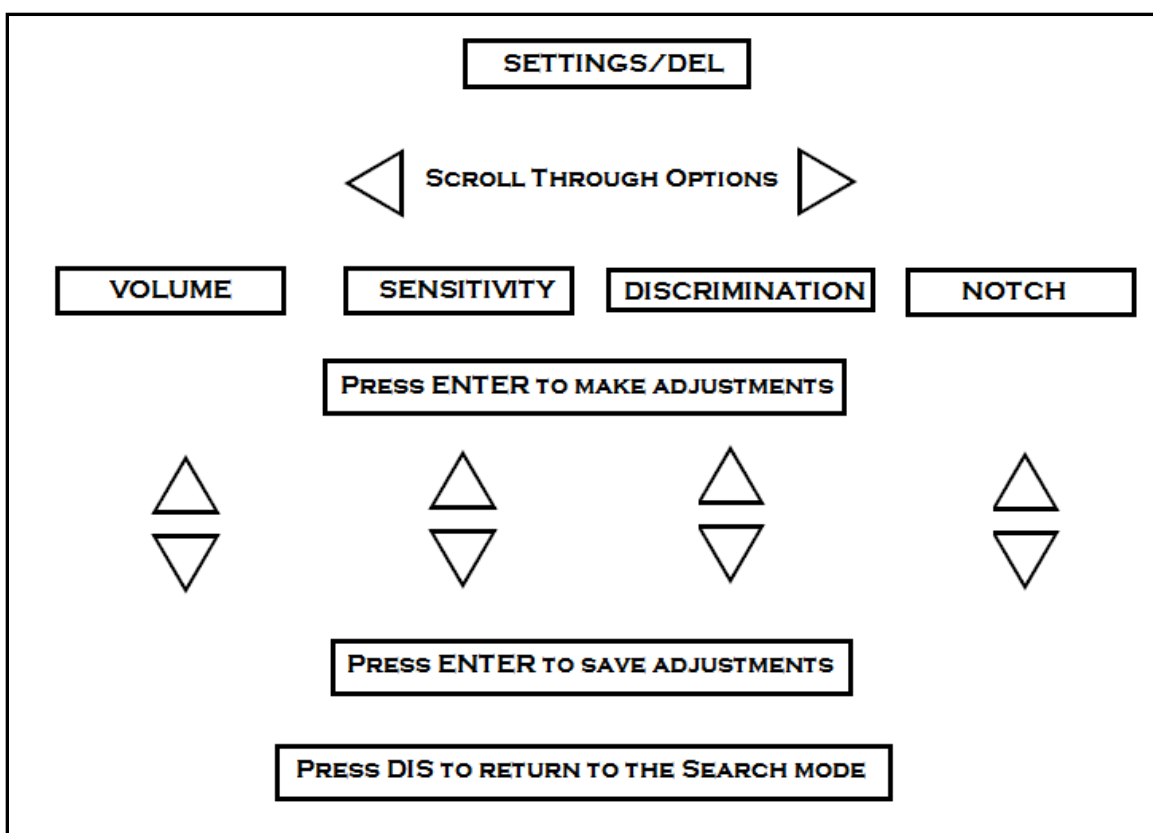 SETTINGS/DEL
SCROLL THROUGH OPTIONS
VOLUME SENSITIVITY DISCRIMINATION NOTCH
PRESS ENTER TO MAKE ADJUSTMENTS
PRESS ENTER TO SAVE ADJUSTMENTS
PRESS DIS TO RETURN TO THE SEARCH MODE